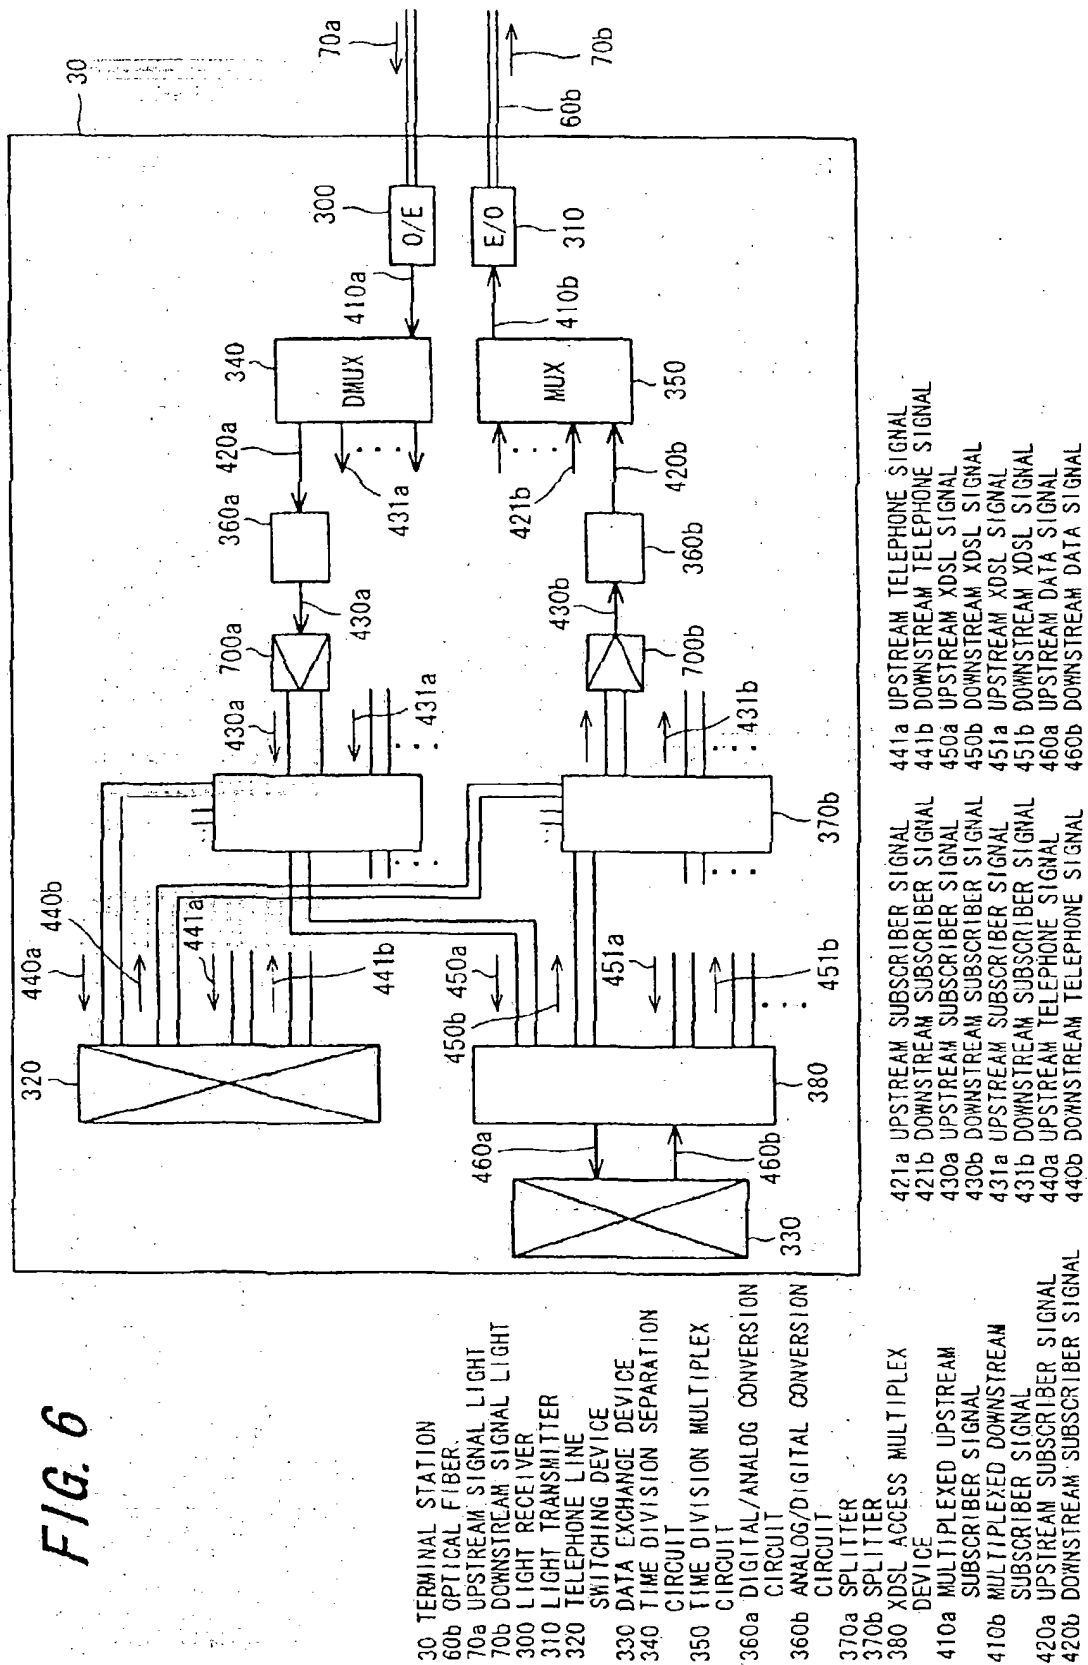 FIG. 6
30
70a
60b
70b
300
O/E
E/O
310
410a
410b
340
DMUX
MUX
350
420a
431a
421b
420b
360a
360b
430a
430b
700a
700b
430a
431a
431b
370b
440a
440b
441a
441b
450a
450b
451a
451b
320
380
460a
460b
330
30 TERMINAL STATION
60b OPTICAL FIBER.
70a UPSTREAM SIGNAL LIGHT
70b DOWNSTREAM SIGNAL LIGHT
300 LIGHT RECEIVER
310 LIGHT TRANSMITTER
320 TELEPHONE LINE
SWITCHING DEVICE
330 DATA EXCHANGE DEVICE
340 TIME DIVISION SEPARATION
CIRCUIT
350 TIME DIVISION MULTIPLEX
CIRCUIT
360a DIGITAL/ANALOG CONVERSION
CIRCUIT
360b ANALOG/DIGITAL CONVERSION
CIRCUIT
370a SPLITTER
370b SPLITTER
380 XDSL ACCESS MULTIPLEX
DEVICE
410a MULTIPLEXED UPSTREAM
SUBSCRIBER SIGNAL
410b MULTIPLEXED DOWNSTREAM
SUBSCRIBER SIGNAL
420a UPSTREAM SUBSCRIBER SIGNAL
420b DOWNSTREAM SUBSCRIBER SIGNAL
421a UPSTREAM SUBSCRIBER SIGNAL
421b DOWNSTREAM SUBSCRIBER SIGNAL
430a UPSTREAM SUBSCRIBER SIGNAL
430b DOWNSTREAM SUBSCRIBER SIGNAL
431a UPSTREAM SUBSCRIBER SIGNAL
431b DOWNSTREAM SUBSCRIBER SIGNAL
440a UPSTREAM TELEPHONE SIGNAL
440b DOWNSTREAM TELEPHONE SIGNAL
441a UPSTREAM TELEPHONE SIGNAL
441b DOWNSTREAM TELEPHONE SIGNAL
450a UPSTREAM XDSL SIGNAL
450b DOWNSTREAM XDSL SIGNAL
451a UPSTREAM XDSL SIGNAL
451b DOWNSTREAM XDSL SIGNAL
460a UPSTREAM DATA SIGNAL
460b DOWNSTREAM DATA SIGNAL